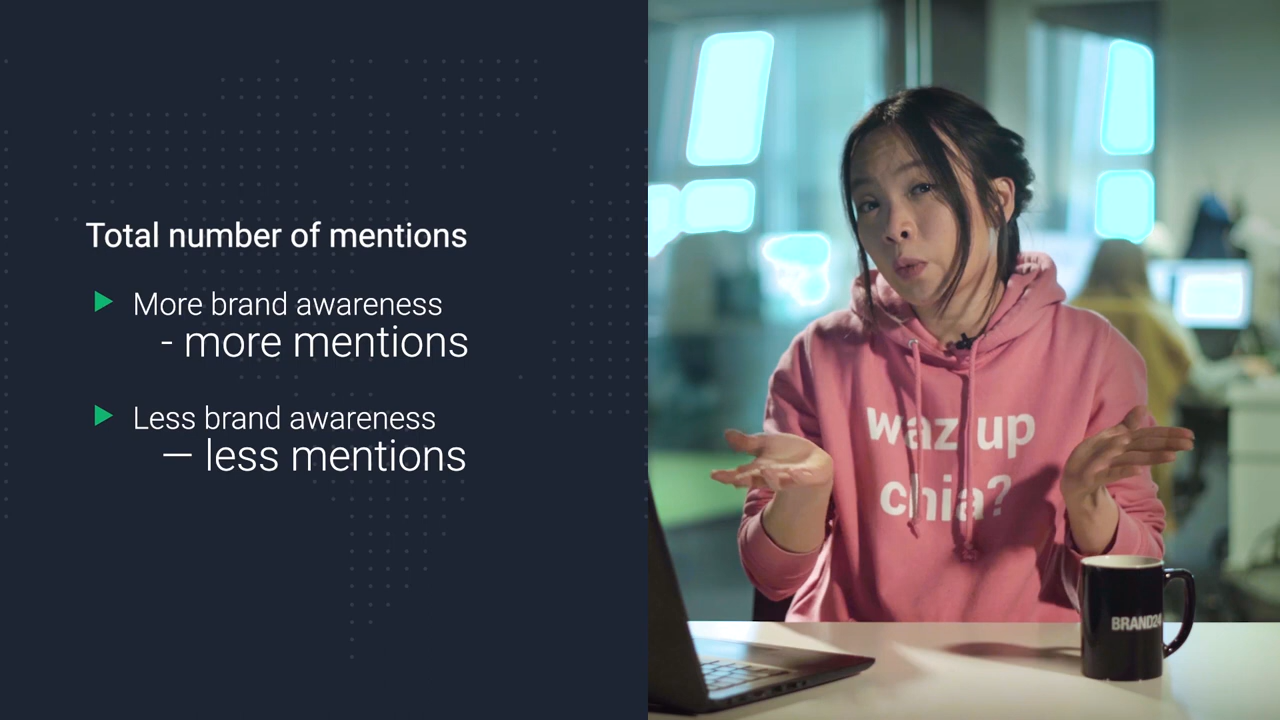 Total number of mentions
More brand awareness
- more mentions
Less brand awareness
— less mentions
waz up
chia?
BRAND24